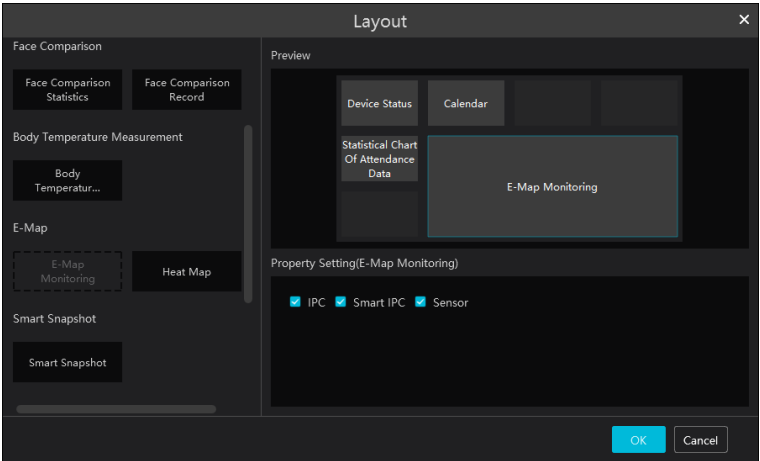 Layout
Face Comparison
Face Comparison
Statistics
Face Comparison
Record
Body Temperature Measurement
Body
Temperatur...
E-Map
E-Map
Monitoring
Heat Map
Smart Snapshot
Smart Snapshot
Preview
Device Status
Calendar
Statistical Chart
Of Attendance
Data
E-Map Monitoring
Property Setting(E-Map Monitoring)
IPC
Smart IPC
Sensor
OK
Cancel